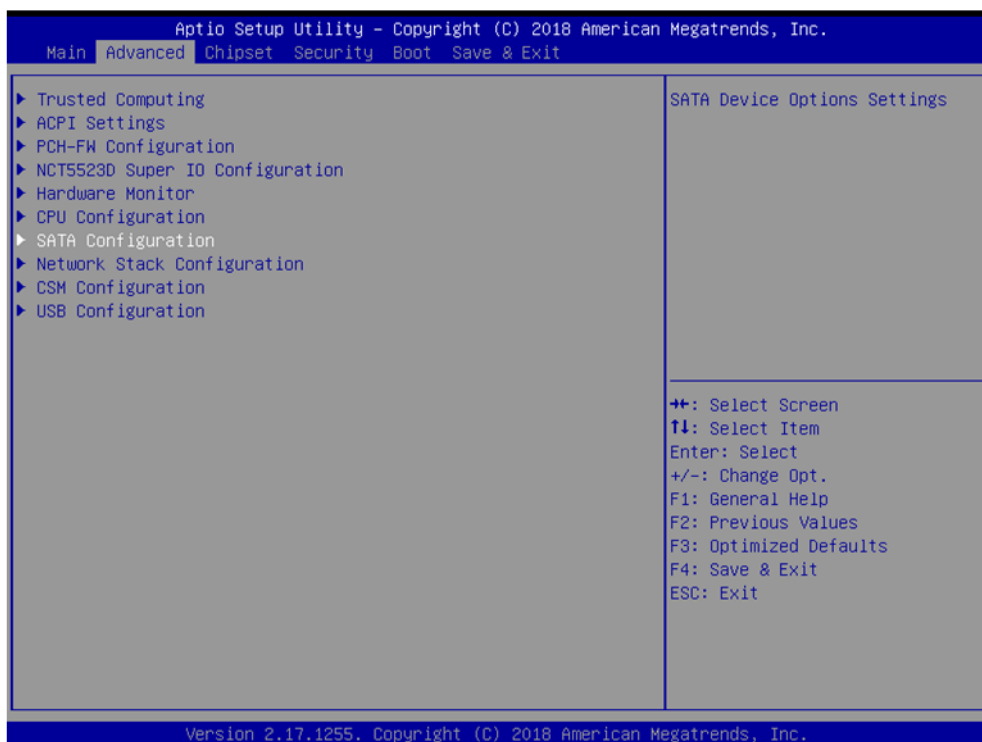 Aptio Setup Utility – Copyright (C) 2018 American Megatrends, Inc.
Main Advanced Chipset Security Boot Save & Exit
▶ Trusted Computing
▶ ACPI Settings
▶ PCH-FW Configuration
▶ NCT5523D Super IO Configuration
▶ Hardware Monitor
▶ CPU Configuration
▶ SATA Configuration
▶ Network Stack Configuration
▶ CSM Configuration
▶ USB Configuration
SATA Device Options Settings
→←: Select Screen
↑↓: Select Item
Enter: Select
+/-: Change Opt.
F1: General Help
F2: Previous Values
F3: Optimized Defaults
F4: Save & Exit
ESC: Exit
Version 2.17.1255. Copyright (C) 2018 American Megatrends, Inc.